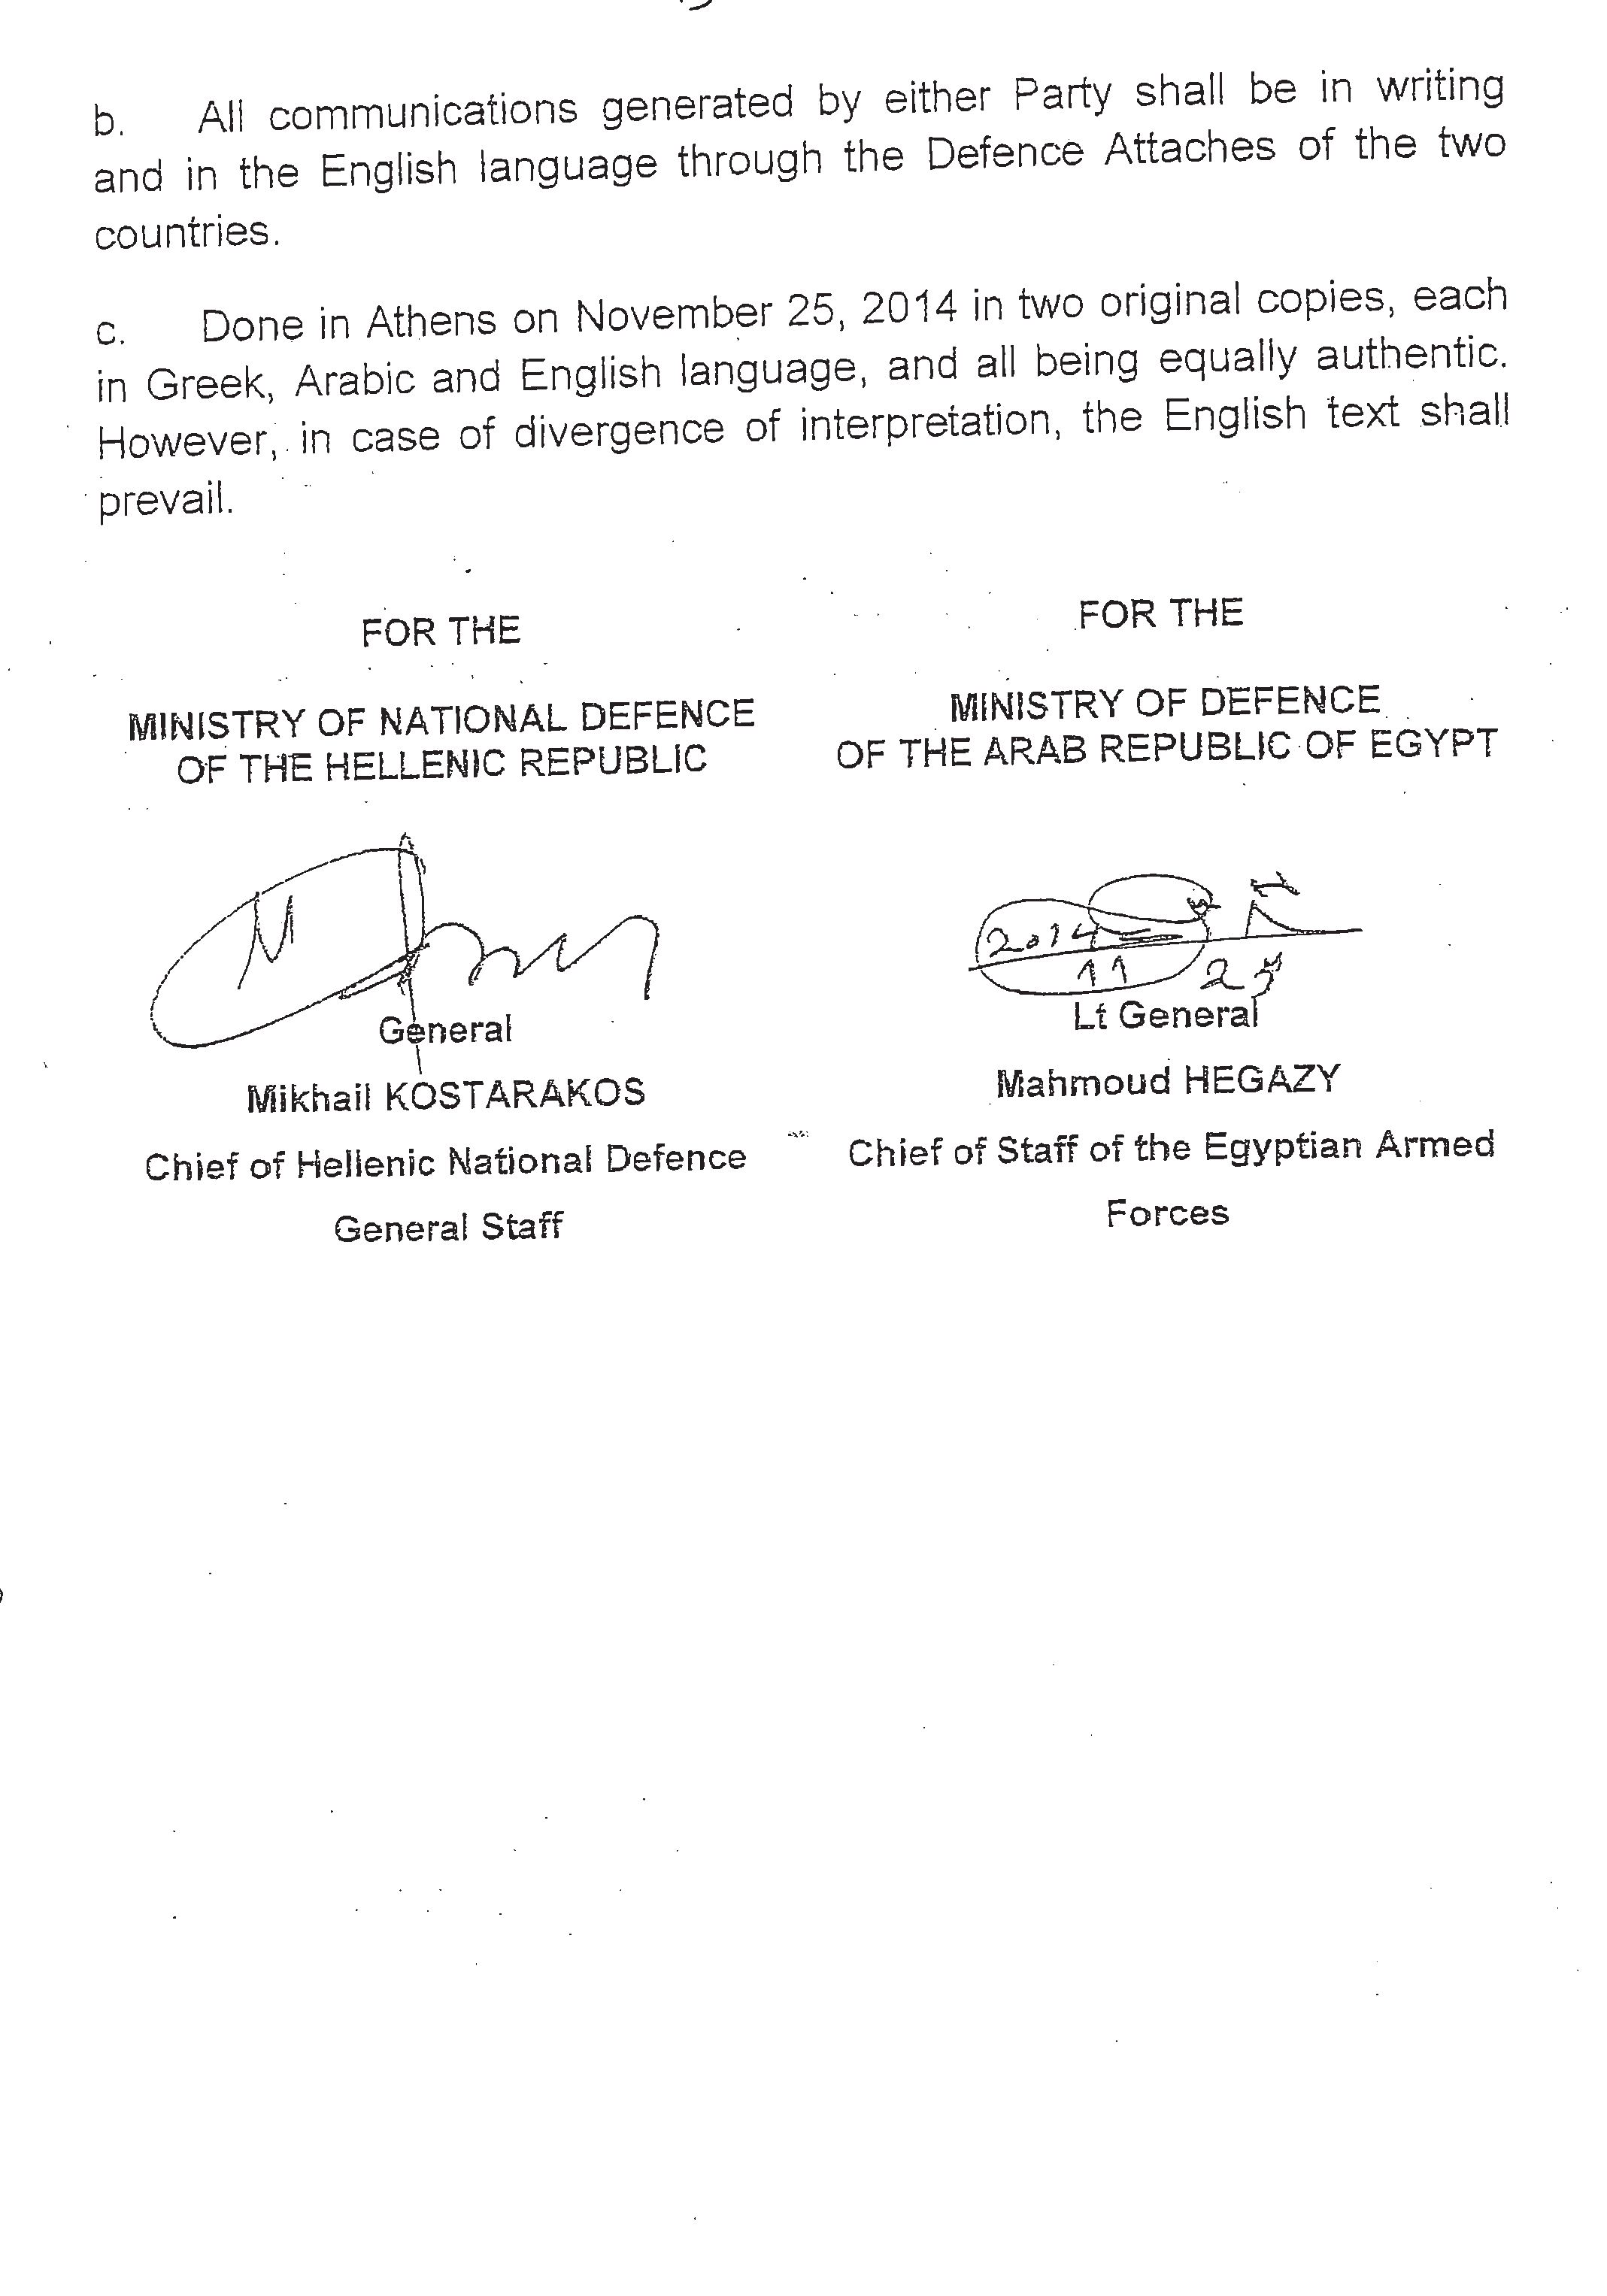 b. All communications generated by either Party shall be in writing
and in the English language through the Defence Attaches of the two
countries.
c. Done in Athens on November 25, 2014 in two original copies, each
in Greek, Arabic and English language, and all being equally authentic.
However, in case of divergence of interpretation, the English text shall
prevail.
FOR THE
MINISTRY OF NATIONAL DEFENCE
OF THE HELLENIC REPUBLIC
General
Mikhail KOSTARAKOS
Chief of Hellenic National Defence
General Staff
FOR THE
MINISTRY OF DEFENCE
OF THE ARAB REPUBLIC OF EGYPT
2014
11 25
Lt General
Mahmoud HEGAZY
Chief of Staff of the Egyptian Armed
Forces